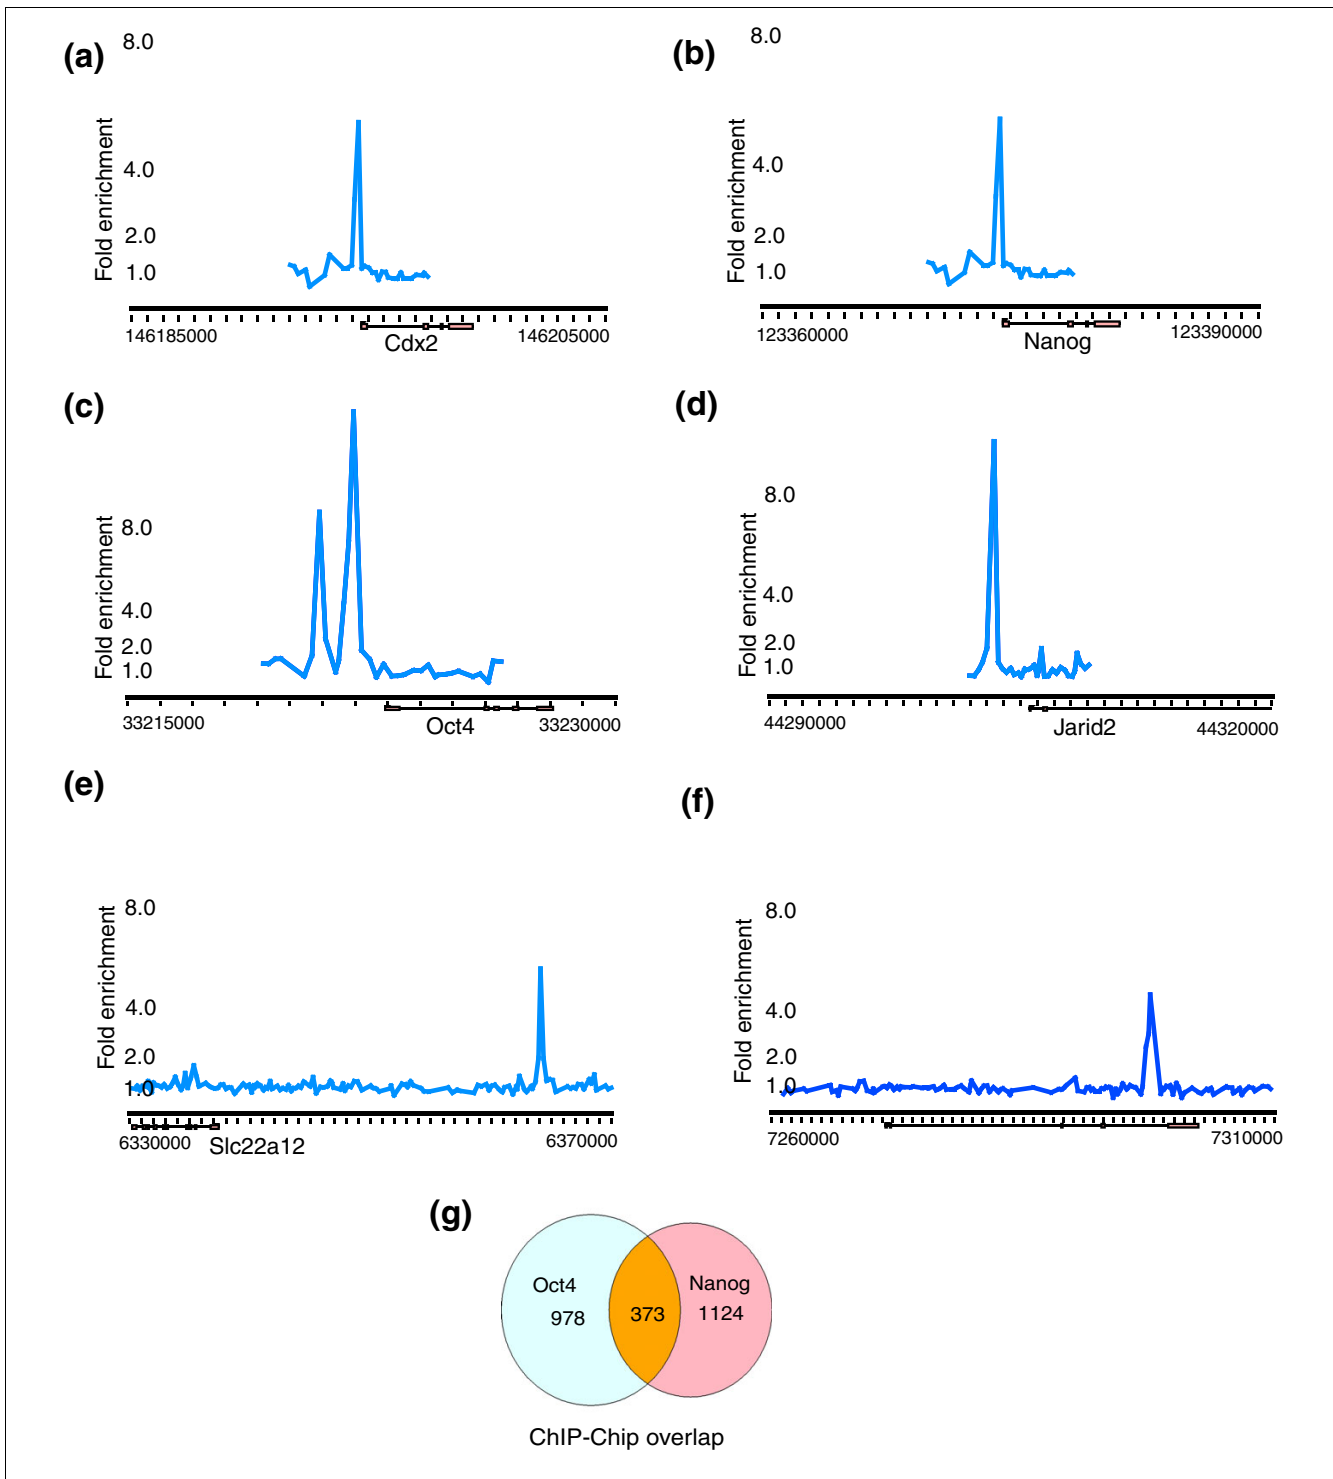 (a)
8.0
4.0
2.0
1.0
Fold enrichment
146185000
146205000
Cdx2
(b)
8.0
4.0
2.0
1.0
Fold enrichment
123360000
123390000
Nanog
(c)
8.0
4.0
2.0
1.0
Fold enrichment
33215000
Oct4
33230000
(d)
8.0
4.0
2.0
1.0
Fold enrichment
44290000
Jarid2
44320000
(e)
8.0
4.0
2.0
1.0
Fold enrichment
6330000
Slc22a12
6370000
(f)
8.0
4.0
2.0
1.0
Fold enrichment
7260000
7310000
(g)
Oct4
978
373
Nanog
1124
ChIP-Chip overlap